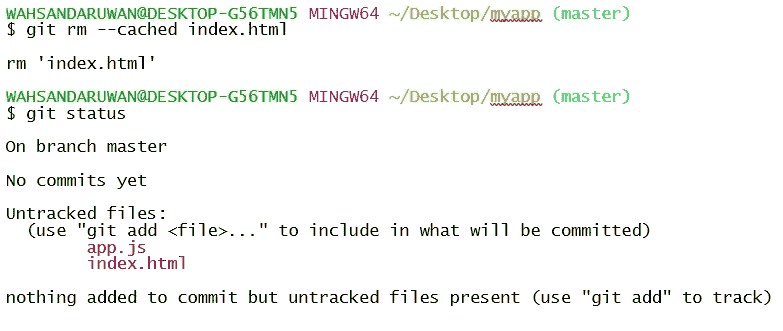 WAHSANDARUWAN@DESKTOP-G56TMN5 MINGW64 ~/Desktop/myapp (master)
$ git rm --cached index.html
rm 'index.html'
WAHSANDARUWAN@DESKTOP-G56TMN5 MINGW64 ~/Desktop/myapp (master)
$ git status
On branch master
No commits yet
Untracked files:
(use "git add <file>..." to include in what will be committed)
app.js
index.html
nothing added to commit but untracked files present (use "git add" to track)